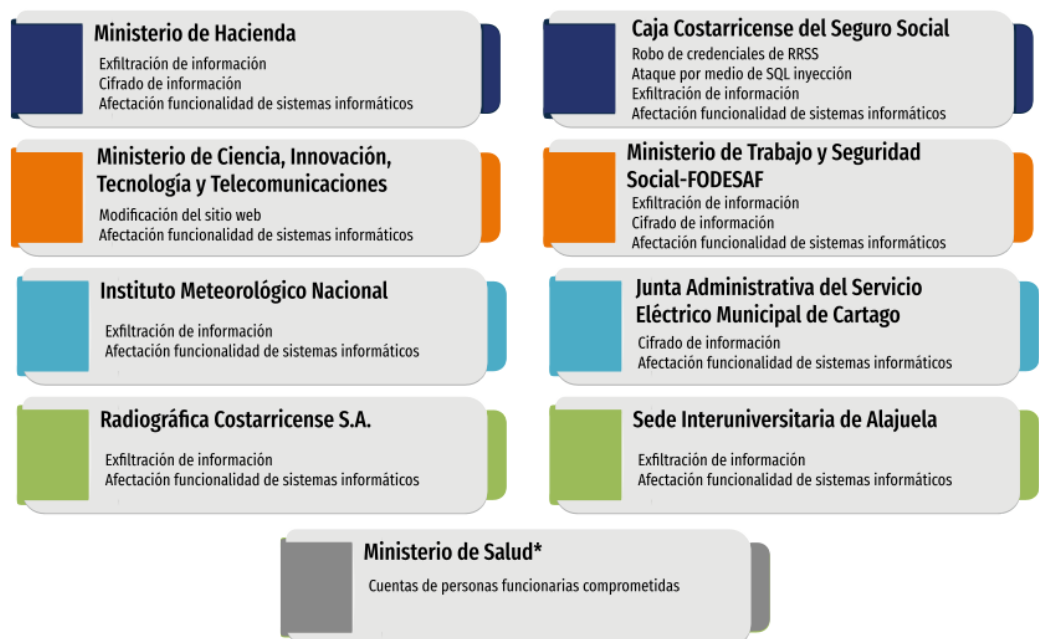 Ministerio de Hacienda
Exfiltración de información
Cifrado de información
Afectación funcionalidad de sistemas informáticos
Caja Costarricense del Seguro Social
Robo de credenciales de RRSS
Ataque por medio de SQL inyección
Exfiltración de información
Afectación funcionalidad de sistemas informáticos
Ministerio de Ciencia, Innovación,
Tecnología y Telecomunicaciones
Modificación del sitio web
Afectación funcionalidad de sistemas informáticos
Ministerio de Trabajo y Seguridad
Social-FODESAF
Exfiltración de información
Cifrado de información
Afectación funcionalidad de sistemas informáticos
Instituto Meteorológico Nacional
Exfiltración de información
Afectación funcionalidad de sistemas informáticos
Junta Administrativa del Servicio
Eléctrico Municipal de Cartago
Cifrado de información
Afectación funcionalidad de sistemas informáticos
Radiográfica Costarricense S.A.
Exfiltración de información
Afectación funcionalidad de sistemas informáticos
Sede Interuniversitaria de Alajuela
Exfiltración de información
Afectación funcionalidad de sistemas informáticos
Ministerio de Salud*
Cuentas de personas funcionarias comprometidas